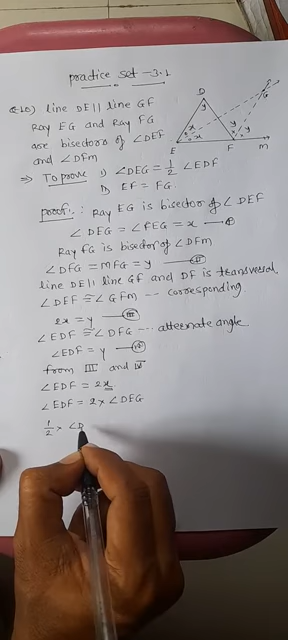 practice set - 3.1
Q-10) line DE || line GF
Ray EG and Ray FG
are bisectors of ∠DEF
and ∠DFm
⇒ To prove I) ∠DEG = 1/2 ∠EDF
II) EF = FG.
proof: : Ray EG is bisector of ∠DEF
∠DEG = ∠FEG = x — I
Ray FG is bisector of ∠DFm
∠DFG = MFG = y — II
line DE || line GF and DF is transversal
∠DEF ≅ ∠GFm --- corresponding
2x = y — III
∠EDF ≅ ∠DFG --- alternate angle
∠EDF = y — IV
from III and IV
∠EDF = 2x
∠EDF = 2 x ∠DEG
1/2 x ∠D
D
y
x
x
y
y
G
E
F
M